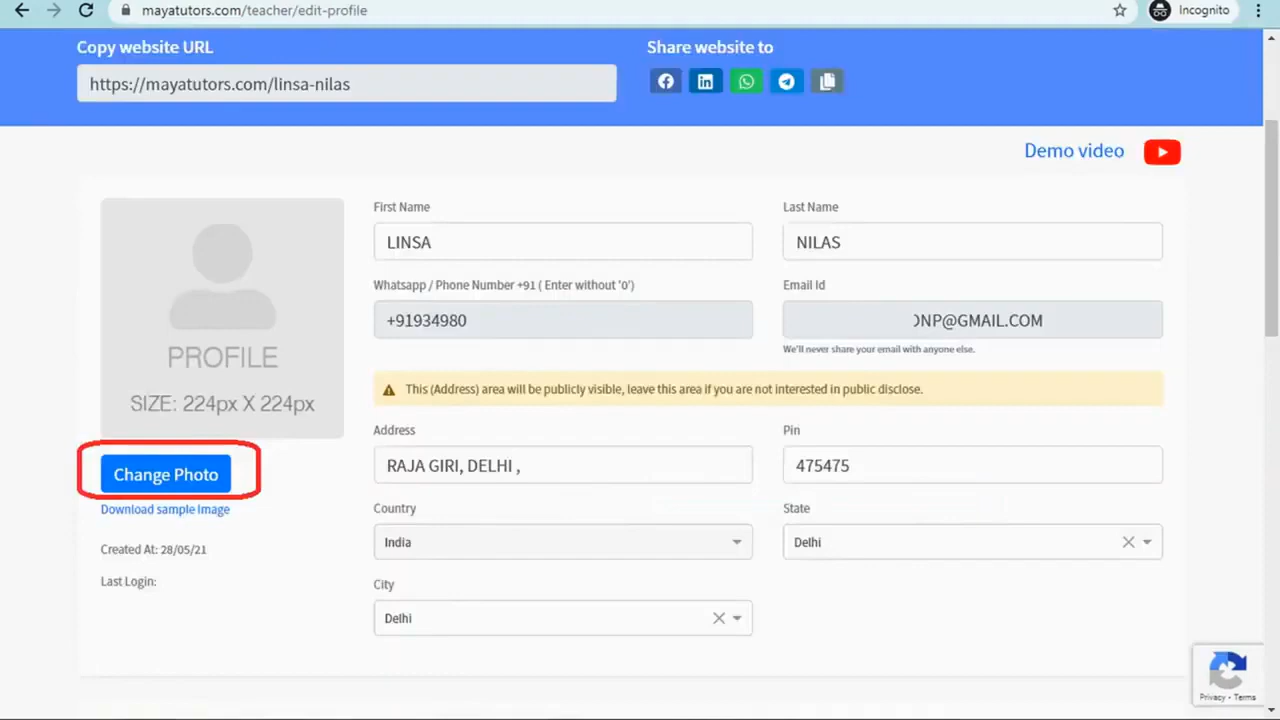 mayatutors.com/teacher/edit-profile
Incognito
Copy website URL
Share website to
https://mayatutors.com/linsa-nilas
Demo video
PROFILE
SIZE: 224px X 224px
Change Photo
Download sample Image
Created At: 28/05/21
Last Login:
First Name
Last Name
LINSA
NILAS
Whatsapp / Phone Number +91 ( Enter without '0')
Email Id
+91934980
NP@GMAIL.COM
We'll never share your email with anyone else.
This (Address) area will be publicly visible, leave this area if you are not interested in public disclose.
Address
Pin
RAJA GIRI, DELHI ,
475475
Country
State
India
Delhi
City
Delhi
Privacy - Terms